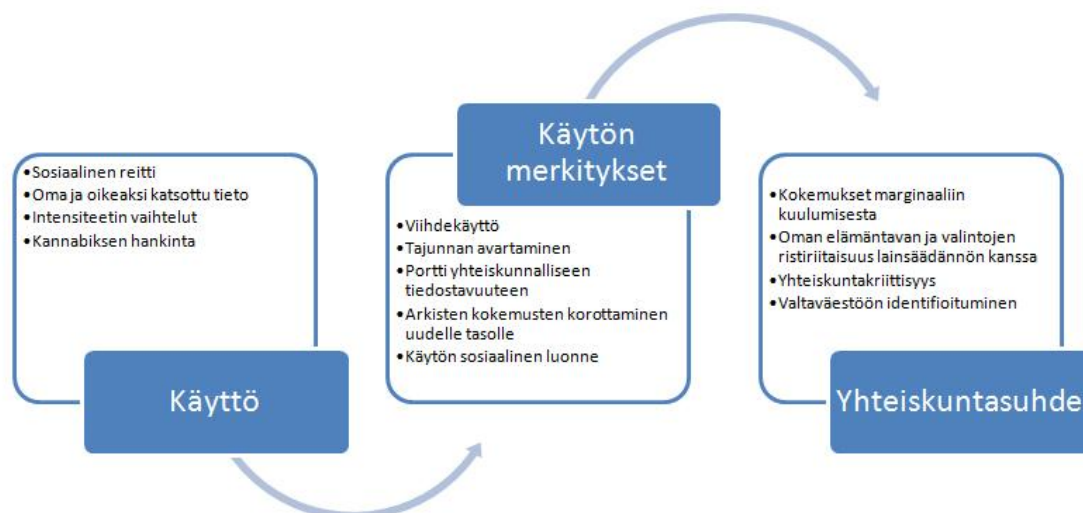 •Sosiaalinen reitti
•Oma ja oikeaksi katsottu tieto
•Intensiteetin vaihtelut
•Kannabiksen hankinta
Käyttö
Käytön
merkitykset
•Viihdekäyttö
•Tajunnan avartaminen
•Portti yhteiskunnalliseen
tiedostavuuteen
•Arkisten kokemusten korottaminen
uudelle tasolle
•Käytön sosiaalinen luonne
•Kokemukset marginaaliin
kuulumisesta
•Oman elämäntavan ja valintojen
ristiriitaisuus lainsäädännön kanssa
•Yhteiskuntakriittisyys
•Valtaväestöön identifioituminen
Yhteiskuntasuhde